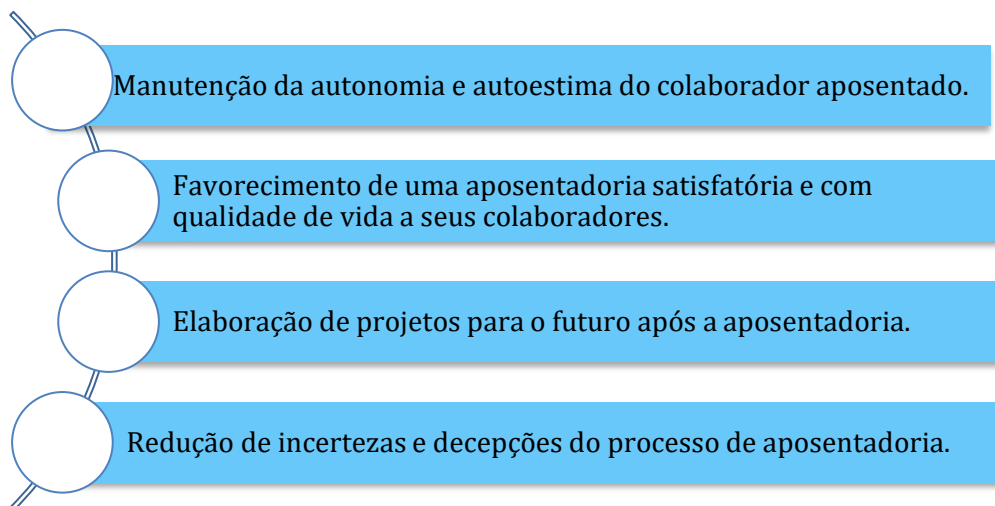 Manutenção da autonomia e autoestima do colaborador aposentado.
Favorecimento de uma aposentadoria satisfatória e com
qualidade de vida a seus colaboradores.
Elaboração de projetos para o futuro após a aposentadoria.
Redução de incertezas e decepções do processo de aposentadoria.